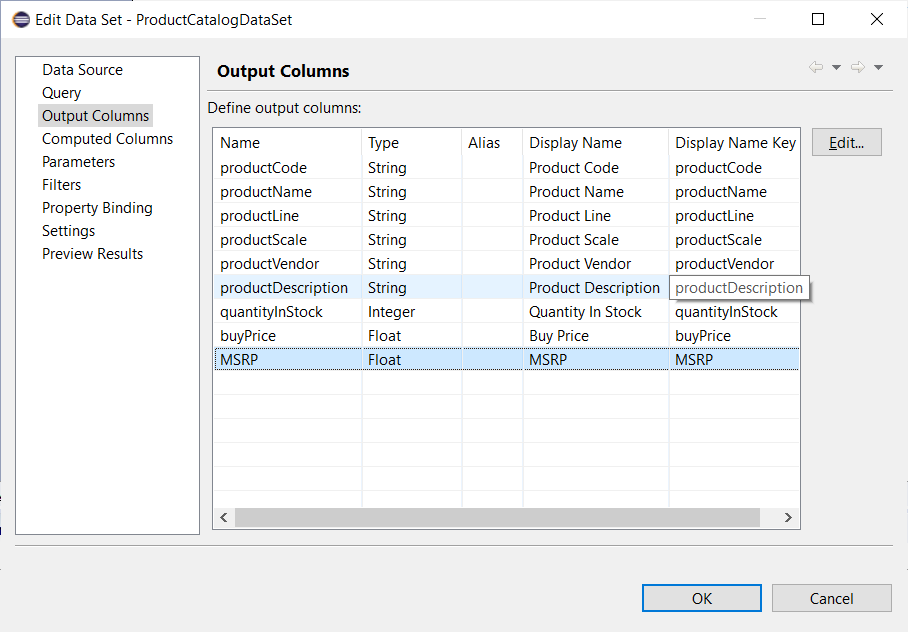 Edit Data Set - ProductCatalogDataSet
Data Source
Query
Output Columns
Computed Columns
Parameters
Filters
Property Binding
Settings
Preview Results
Output Columns
Define output columns:
Name Type Alias Display Name Display Name Key
productCode String Product Code productCode
productName String Product Name productName
productLine String Product Line productLine
productScale String Product Scale productScale
productVendor String Product Vendor productVendor
productDescription String Product Description productDescription
quantityInStock Integer Quantity In Stock quantityInStock
buyPrice Float Buy Price buyPrice
MSRP Float MSRP MSRP
Edit...
OK Cancel